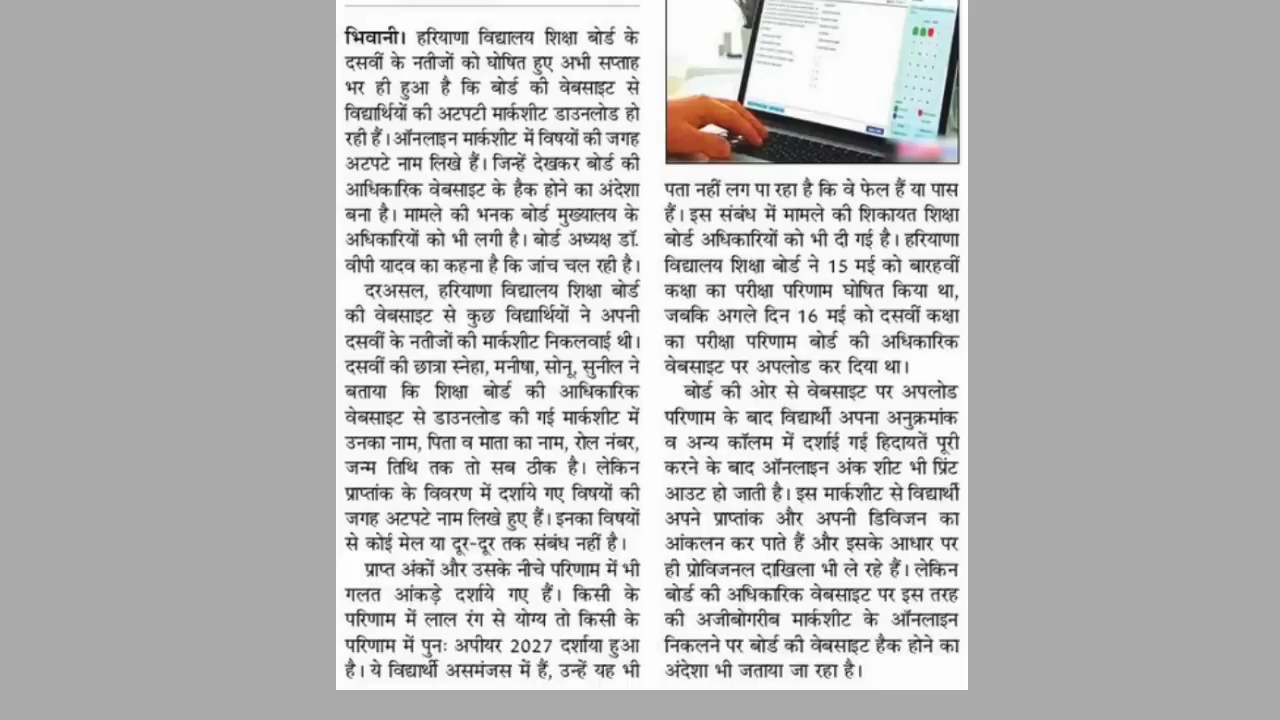 भिवानी। हरियाणा विद्यालय शिक्षा बोर्ड के
दसवीं के नतीजों को घोषित हुए अभी सप्ताह
भर ही हुआ है कि बोर्ड की वेबसाइट से
विद्यार्थियों की अटपटी मार्कशीट डाउनलोड हो
रही हैं। ऑनलाइन मार्कशीट में विषयों की जगह
अटपटे नाम लिखे हैं। जिन्हें देखकर बोर्ड की
आधिकारिक वेबसाइट के हैक होने का अंदेशा
बना है। मामले की भनक बोर्ड मुख्यालय के
अधिकारियों को भी लगी है। बोर्ड अध्यक्ष डॉ.
वीपी यादव का कहना है कि जांच चल रही है।
दरअसल, हरियाणा विद्यालय शिक्षा बोर्ड
की वेबसाइट से कुछ विद्यार्थियों ने अपनी
दसवीं के नतीजों की मार्कशीट निकलवाई थी।
दसवीं की छात्रा स्नेहा, मनीषा, सोनू, सुनील ने
बताया कि शिक्षा बोर्ड की आधिकारिक
वेबसाइट से डाउनलोड की गई मार्कशीट में
उनका नाम, पिता व माता का नाम, रोल नंबर,
जन्म तिथि तक तो सब ठीक है। लेकिन
प्राप्तांक के विवरण में दर्शाये गए विषयों की
जगह अटपटे नाम लिखे हुए हैं। इनका विषयों
से कोई मेल या दूर-दूर तक संबंध नहीं है।
प्राप्त अंकों और उसके नीचे परिणाम में भी
गलत आंकड़े दर्शाये गए हैं। किसी के
परिणाम में लाल रंग से योग्य तो किसी के
परिणाम में पुनः अपीयर 2027 दर्शाया हुआ
है। ये विद्यार्थी असमंजस में हैं, उन्हें यह भी
पता नहीं लग पा रहा है कि वे फेल हैं या पास
हैं। इस संबंध में मामले की शिकायत शिक्षा
बोर्ड अधिकारियों को भी दी गई है। हरियाणा
विद्यालय शिक्षा बोर्ड ने 15 मई को बारहवीं
कक्षा का परीक्षा परिणाम घोषित किया था,
जबकि अगले दिन 16 मई को दसवीं कक्षा
का परीक्षा परिणाम बोर्ड की अधिकारिक
वेबसाइट पर अपलोड कर दिया था।
बोर्ड की ओर से वेबसाइट पर अपलोड
परिणाम के बाद विद्यार्थी अपना अनुक्रमांक
व अन्य कॉलम में दर्शाई गई हिदायतें पूरी
करने के बाद ऑनलाइन अंक शीट भी प्रिंट
आउट हो जाती है। इस मार्कशीट से विद्यार्थी
अपने प्राप्तांक और अपनी डिविजन का
आंकलन कर पाते हैं और इसके आधार पर
ही प्रोविजनल दाखिला भी ले रहे हैं। लेकिन
बोर्ड की अधिकारिक वेबसाइट पर इस तरह
की अजीबोगरीब मार्कशीट के ऑनलाइन
निकलने पर बोर्ड की वेबसाइट हैक होने का
अंदेशा भी जताया जा रहा है।